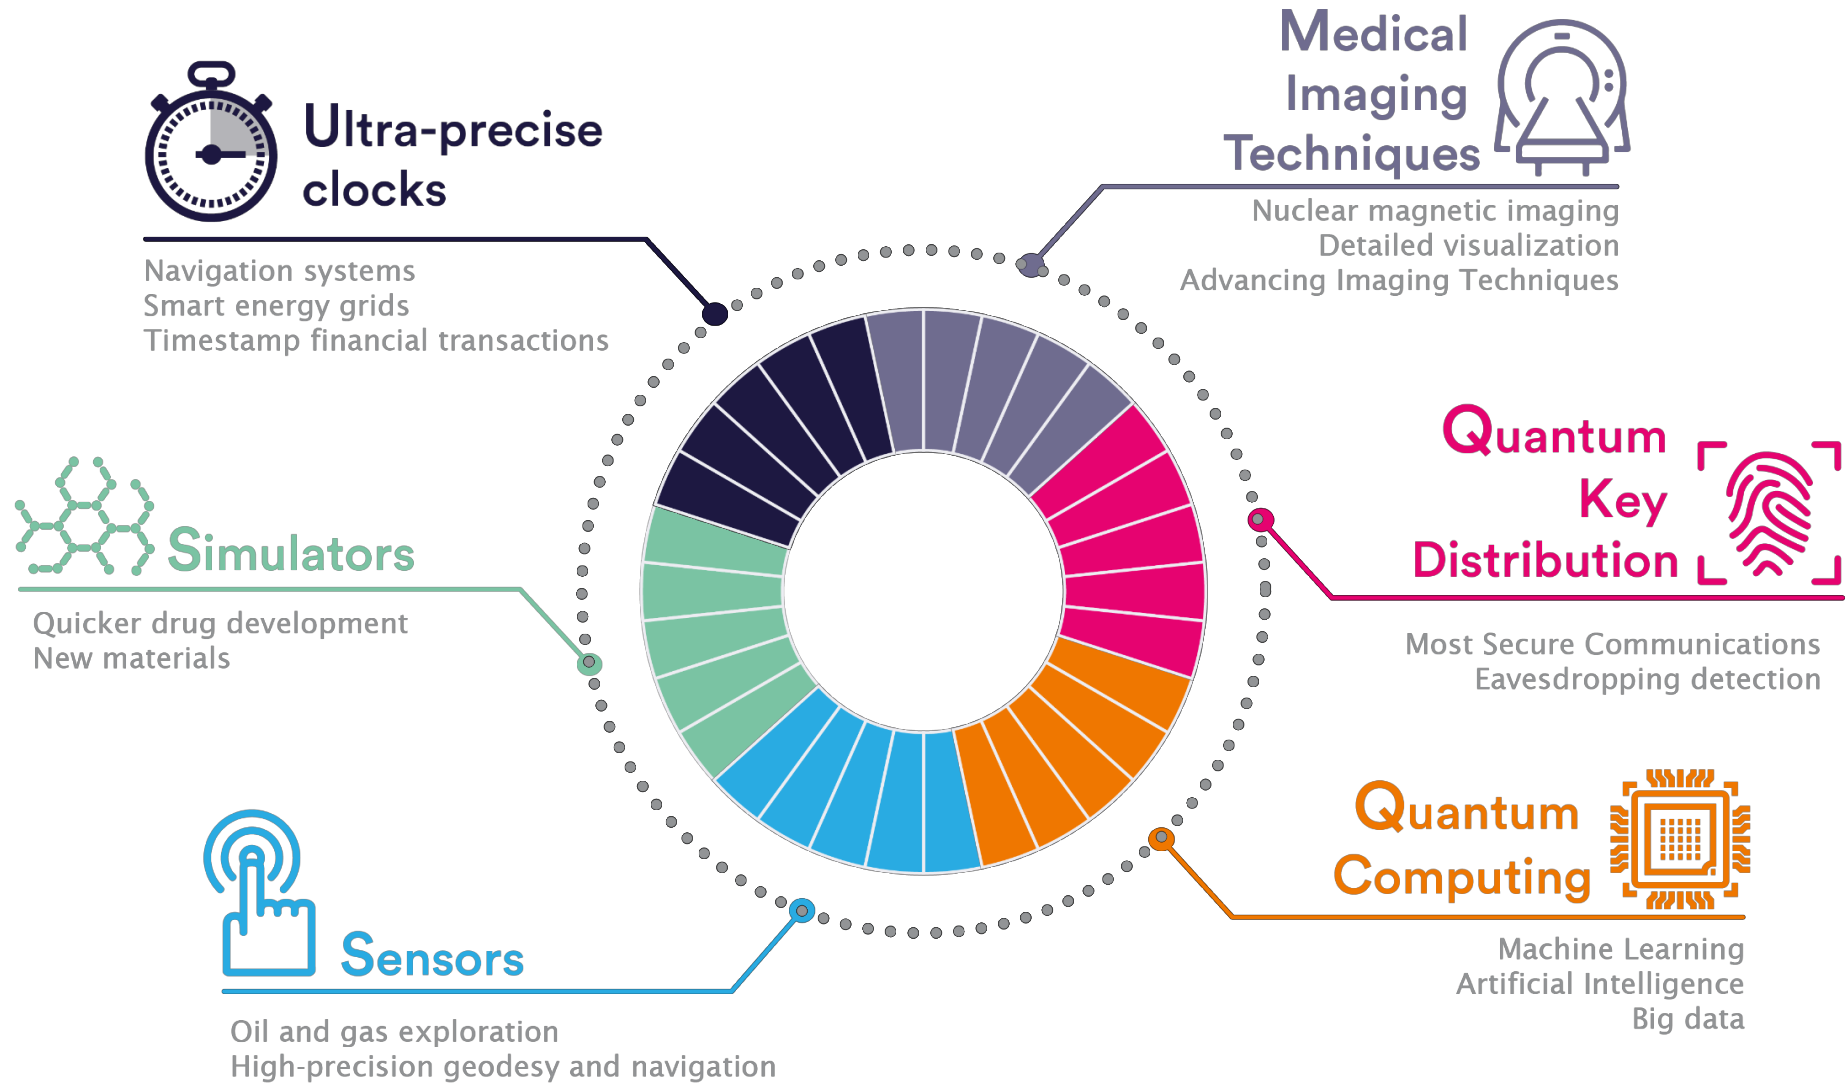 Ultra-precise
clocks
Navigation systems
Smart energy grids
Timestamp financial transactions
Medical
Imaging
Techniques
Nuclear magnetic imaging
Detailed visualization
Advancing Imaging Techniques
Simulators
Quicker drug development
New materials
Quantum
Key
Distribution
Most Secure Communications
Eavesdropping detection
Sensors
Oil and gas exploration
High-precision geodesy and navigation
Quantum
Computing
Machine Learning
Artificial Intelligence
Big data